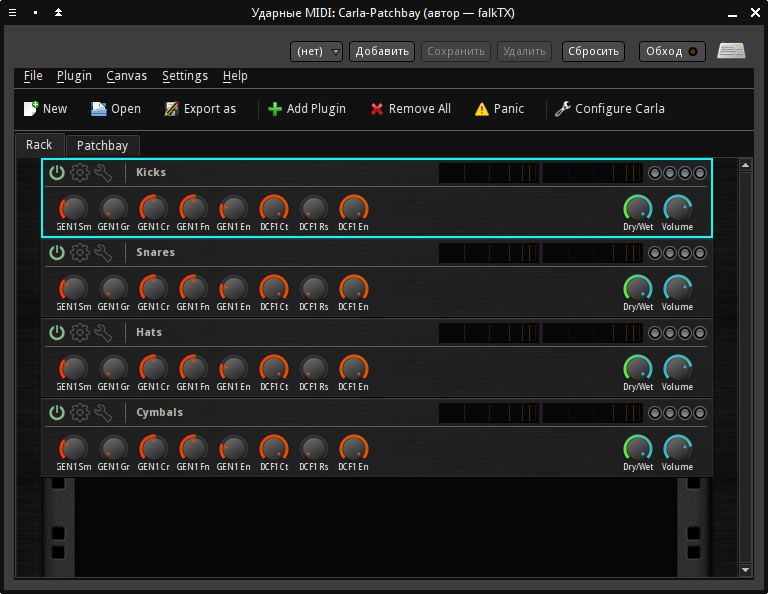 Ударные MIDI: Carla-Patchbay (автор — falkTX)
(нет) Добавить Сохранить Удалить Сбросить Обход
File Plugin Canvas Settings Help
New Open Export as Add Plugin Remove All Panic Configure Carla
Rack Patchbay
Kicks
GEN1Sm GEN1Gr GEN1Cr GEN1Fn GEN1En DCF1Ct DCF1Rs DCF1En Dry/Wet Volume
Snares
GEN1Sm GEN1Gr GEN1Cr GEN1Fn GEN1En DCF1Ct DCF1Rs DCF1En Dry/Wet Volume
Hats
GEN1Sm GEN1Gr GEN1Cr GEN1Fn GEN1En DCF1Ct DCF1Rs DCF1En Dry/Wet Volume
Cymbals
GEN1Sm GEN1Gr GEN1Cr GEN1Fn GEN1En DCF1Ct DCF1Rs DCF1En Dry/Wet Volume